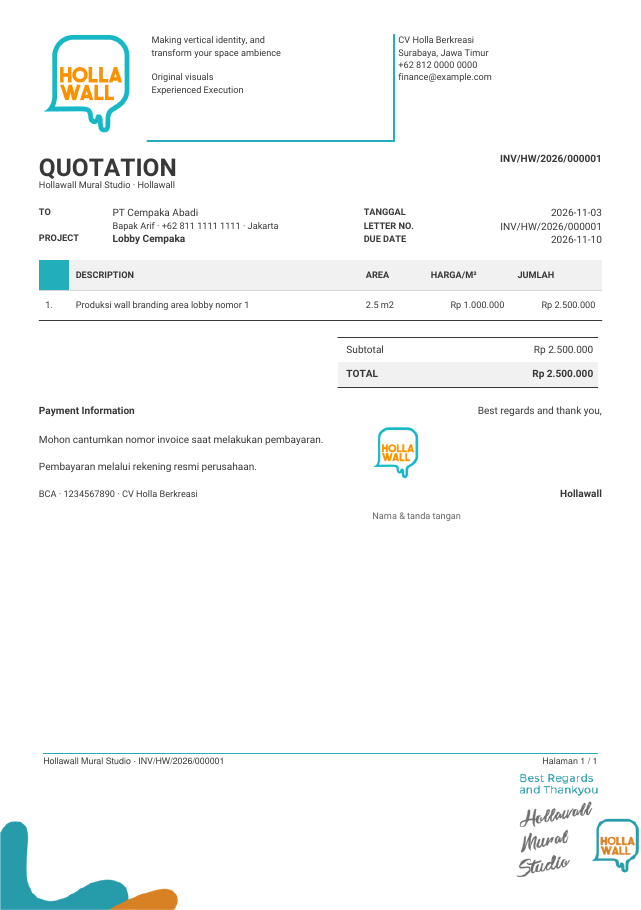 HOLLA
WALL
Making vertical identity, and
transform your space ambience
Original visuals
Experienced Execution
CV Holla Berkreasi
Surabaya, Jawa Timur
+62 812 0000 0000
finance@example.com
QUOTATION
Hollawall Mural Studio · Hollawall
INV/HW/2026/000001
TO PT Cempaka Abadi
Bapak Arif · +62 811 1111 1111 · Jakarta
PROJECT Lobby Cempaka
TANGGAL 2026-11-03
LETTER NO. INV/HW/2026/000001
DUE DATE 2026-11-10
DESCRIPTION AREA HARGA/M² JUMLAH
1. Produksi wall branding area lobby nomor 1 2.5 m2 Rp 1.000.000 Rp 2.500.000
Subtotal Rp 2.500.000
TOTAL Rp 2.500.000
Payment Information
Mohon cantumkan nomor invoice saat melakukan pembayaran.
Pembayaran melalui rekening resmi perusahaan.
BCA · 1234567890 · CV Holla Berkreasi
Best regards and thank you,
HOLLA
WALL
Hollawall
Nama & tanda tangan
Hollawall Mural Studio · INV/HW/2026/000001 Halaman 1 / 1
Best Regards
and Thankyou
Hollawall
Mural
Studio
HOLLA
WALL